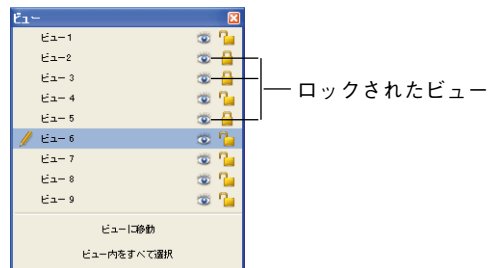 ビュー
ビュー1
ビュー2
ビュー 3
ビュー 4
ビュー 5
ビュー 6
ビュー 7
ビュー 8
ビュー 9
ロックされたビュー
ビューに移動
ビュー内をすべて選択